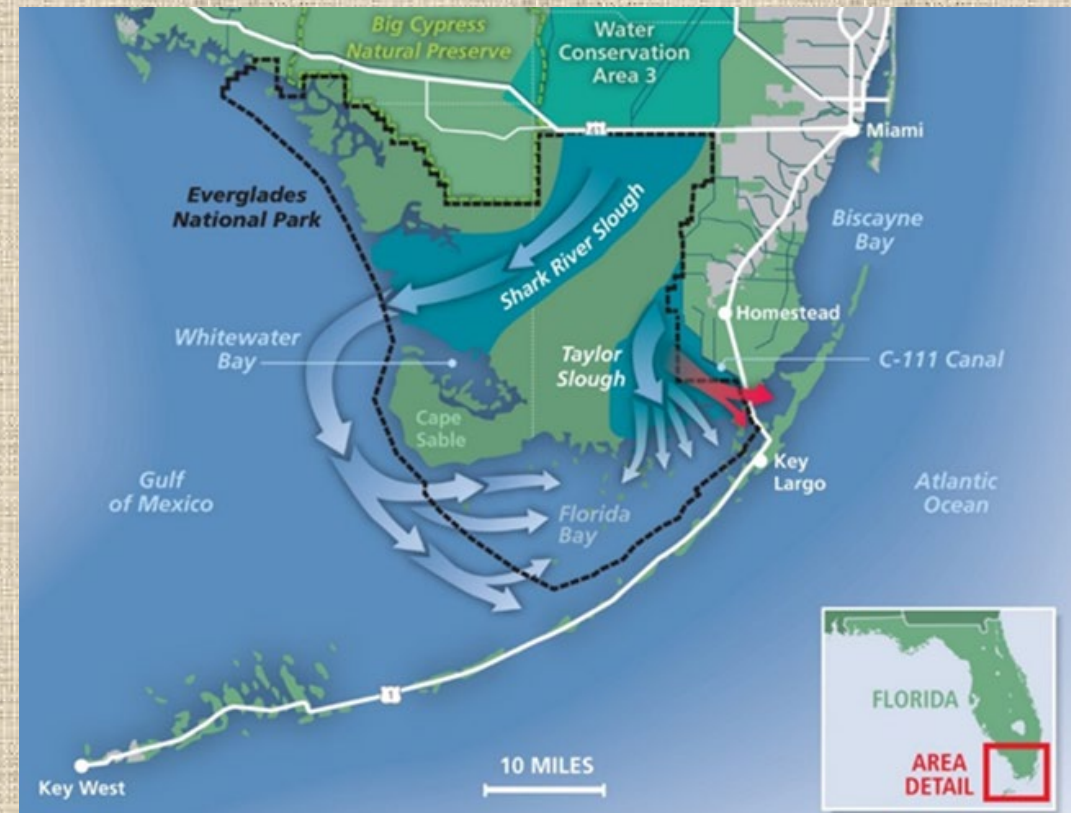 Big Cypress
Natural Preserve
Water
Conservation
Area 3
41
Miami
Everglades
National Park
Biscayne
Bay
Shark River Slough
Whitewater
Bay
Homestead
Taylor
Slough
C-111 Canal
Cape
Sable
Key
Largo
Gulf
of Mexico
Atlantic
Ocean
Florida
Bay
1
FLORIDA
AREA
DETAIL
10 MILES
Key West